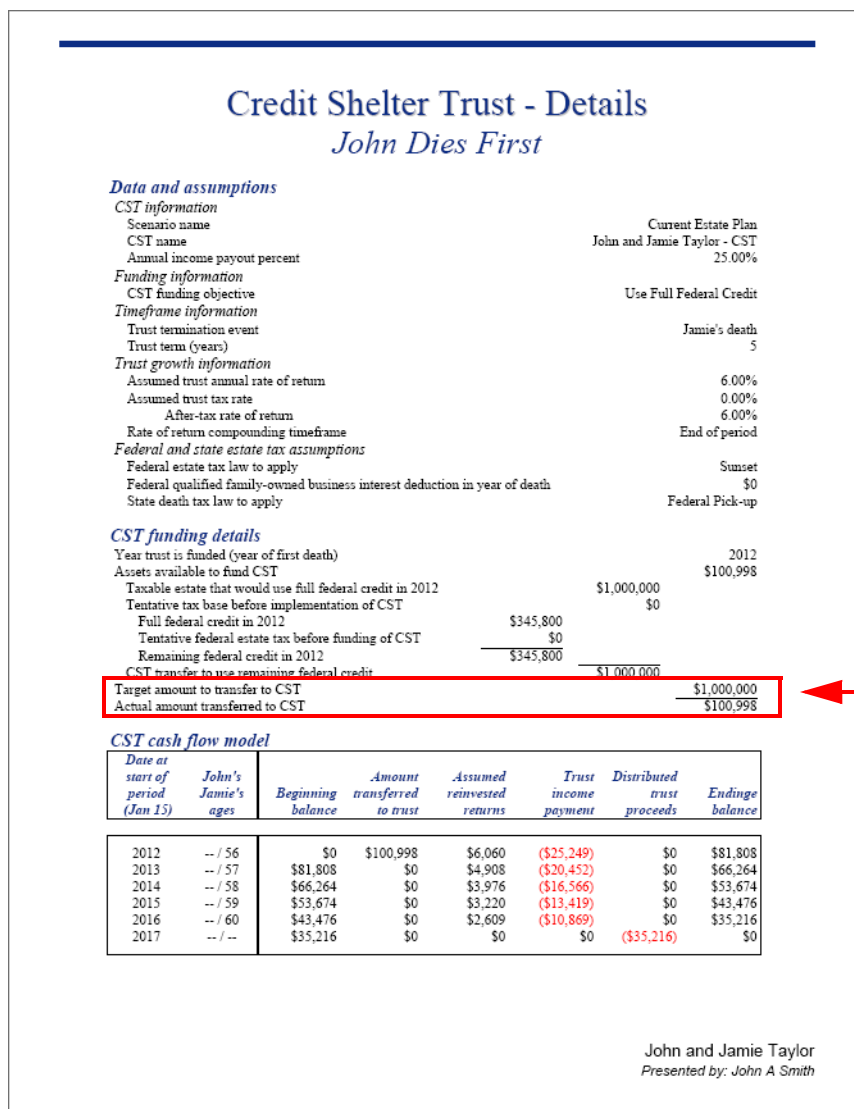 Credit Shelter Trust - Details
John Dies First
Data and assumptions
CST information
Scenario name Current Estate Plan
CST name John and Jamie Taylor - CST
Annual income payout percent 25.00%
Funding information
CST funding objective Use Full Federal Credit
Timeframe information
Trust termination event Jamie's death
Trust term (years) 5
Trust growth information
Assumed trust annual rate of return 6.00%
Assumed trust tax rate 0.00%
After-tax rate of return 6.00%
Rate of return compounding timeframe End of period
Federal and state estate tax assumptions
Federal estate tax law to apply Sunset
Federal qualified family-owned business interest deduction in year of death $0
State death tax law to apply Federal Pick-up
CST funding details
Year trust is funded (year of first death) 2012
Assets available to fund CST $100,998
Taxable estate that would use full federal credit in 2012 $1,000,000
Tentative tax base before implementation of CST $0
Full federal credit in 2012 $345,800
Tentative federal estate tax before funding of CST $0
Remaining federal credit in 2012 $345,800
CST transfer to use remaining federal credit $1,000,000
Target amount to transfer to CST $1,000,000
Actual amount transferred to CST $100,998
CST cash flow model
Date at
start of John's Amount Assumed Trust Distributed
period Jamie's Beginning transferred reinvested income trust Endinge
(Jan 15) ages balance to trust returns payment proceeds balance
2012 -- / 56 $0 $100,998 $6,060 ($25,249) $0 $81,808
2013 -- / 57 $81,808 $0 $4,908 ($20,452) $0 $66,264
2014 -- / 58 $66,264 $0 $3,976 ($16,566) $0 $53,674
2015 -- / 59 $53,674 $0 $3,220 ($13,419) $0 $43,476
2016 -- / 60 $43,476 $0 $2,609 ($10,869) $0 $35,216
2017 -- / -- $35,216 $0 $0 $0 ($35,216) $0
John and Jamie Taylor
Presented by: John A Smith